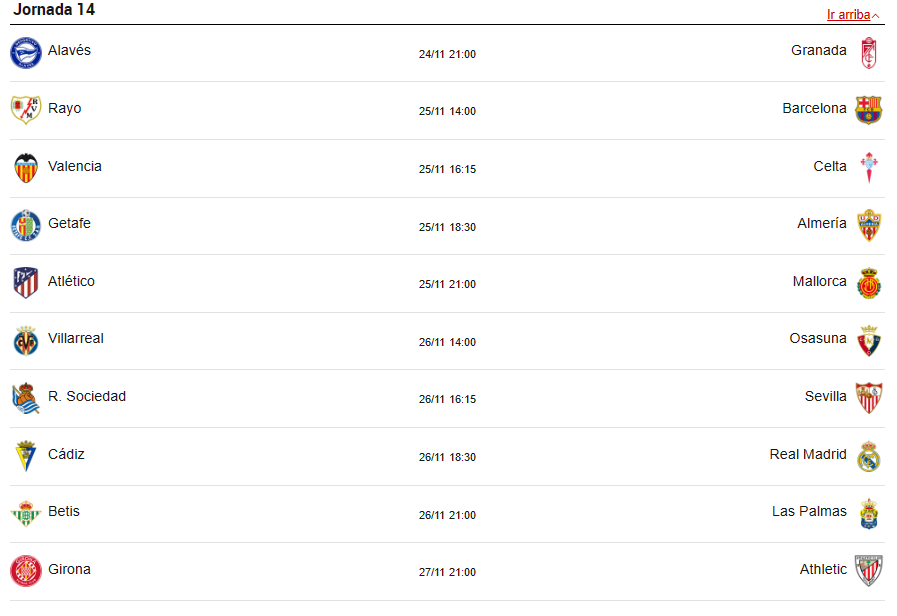 Jornada 14
Ir arriba
Alavés 24/11 21:00 Granada
Rayo 25/11 14:00 Barcelona
Valencia 25/11 16:15 Celta
Getafe 25/11 18:30 Almería
Atlético 25/11 21:00 Mallorca
Villarreal 26/11 14:00 Osasuna
R. Sociedad 26/11 16:15 Sevilla
Cádiz 26/11 18:30 Real Madrid
Betis 26/11 21:00 Las Palmas
Girona 27/11 21:00 Athletic